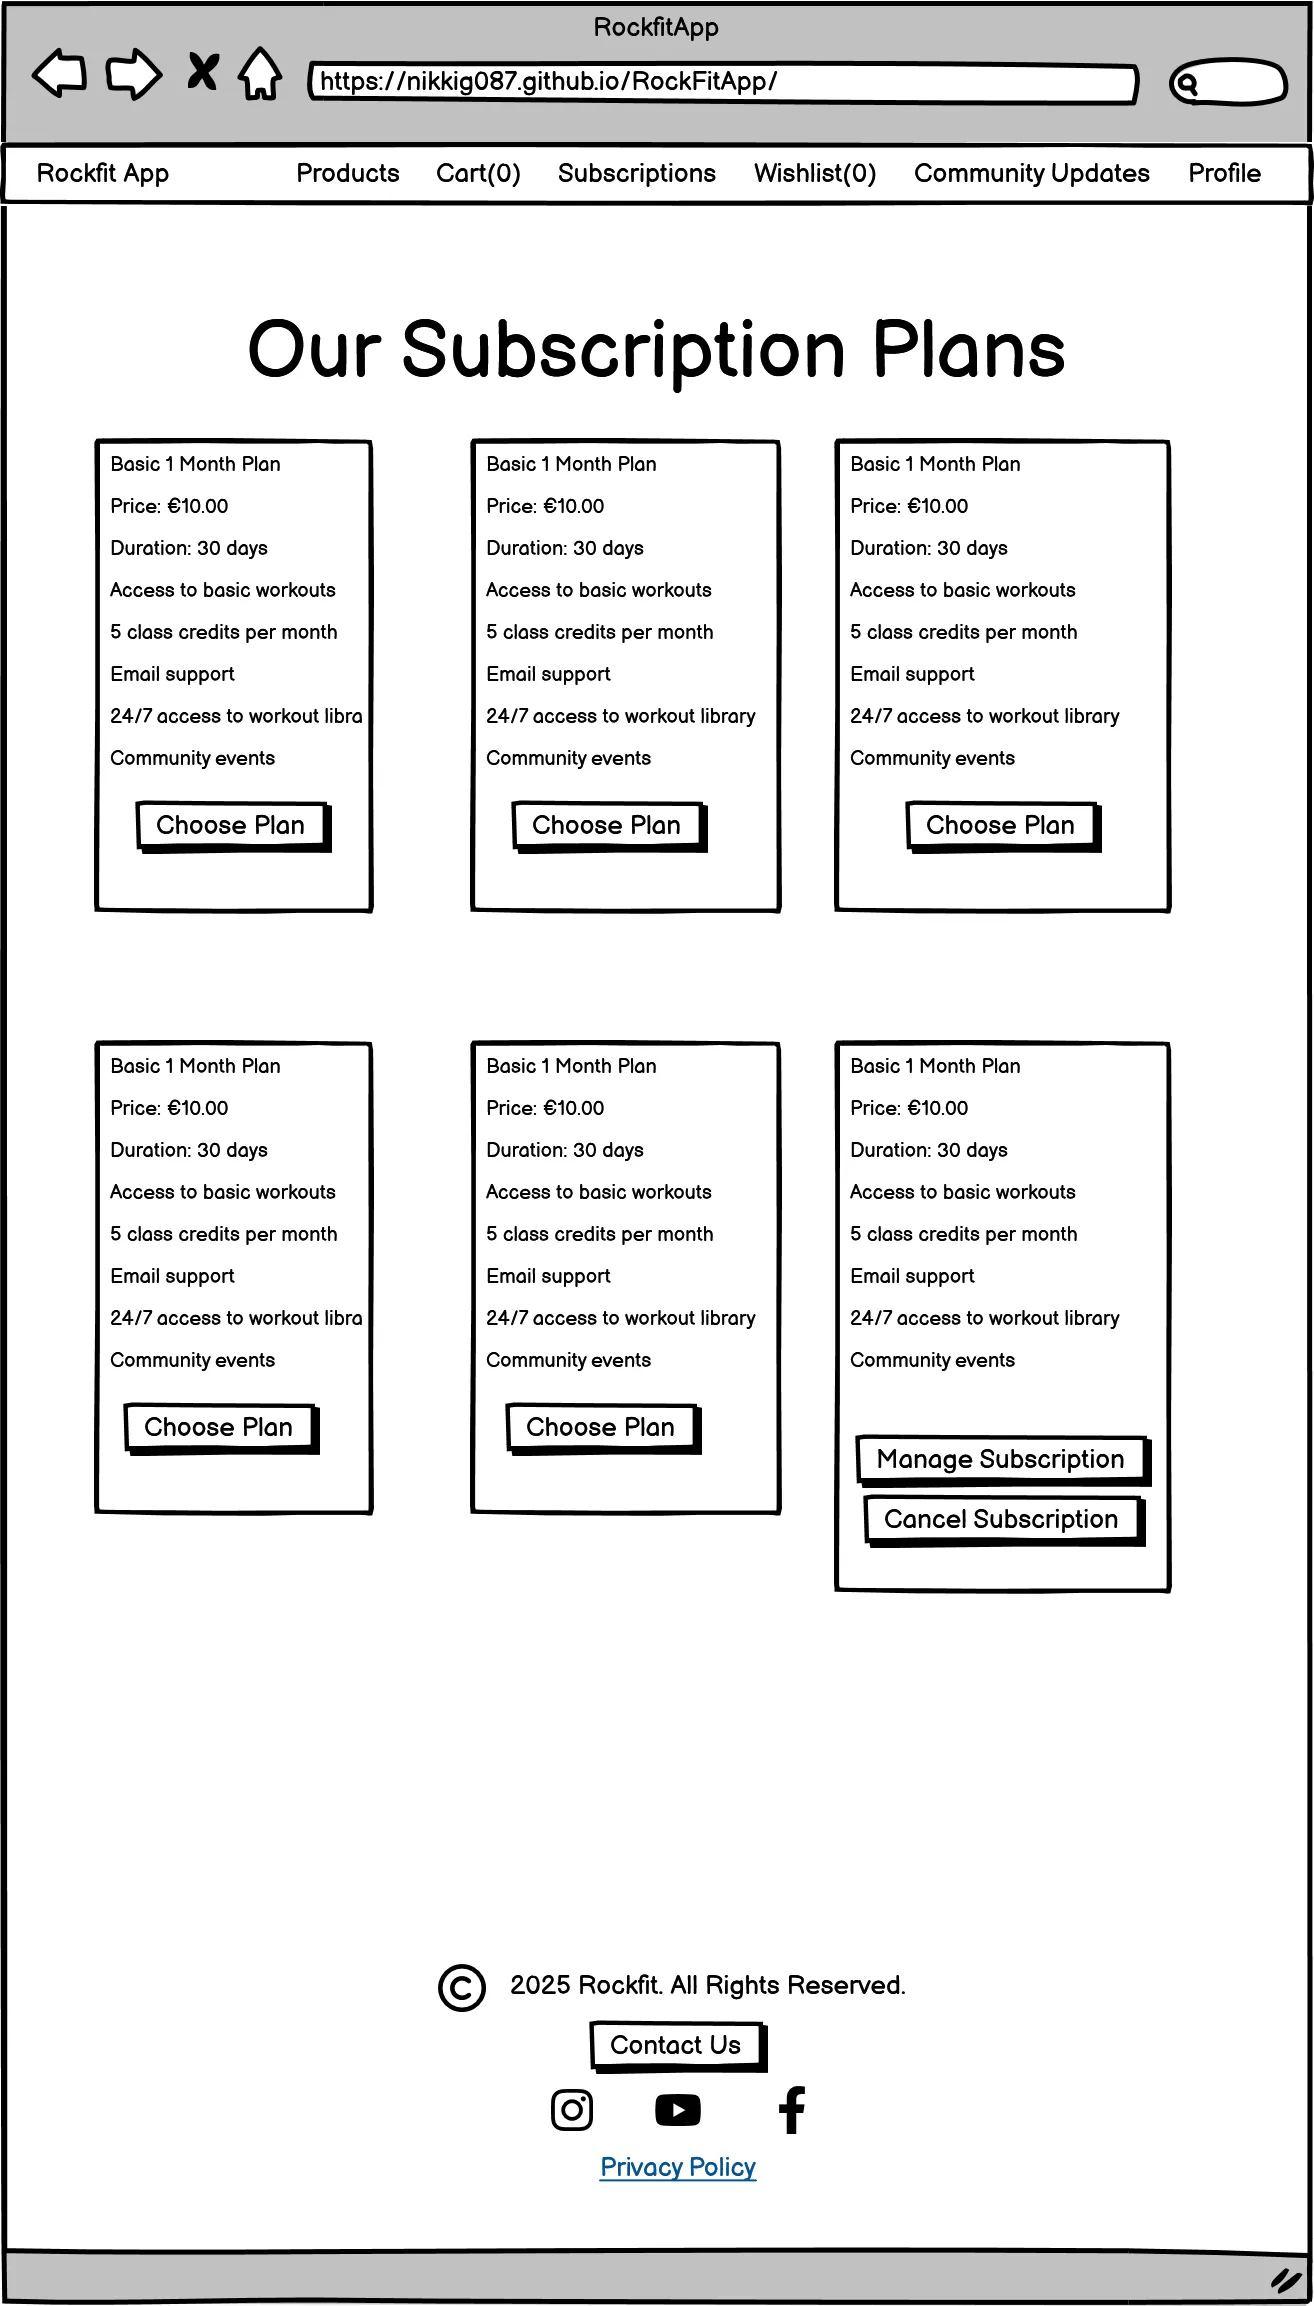 RockfitApp
https://nikkig087.github.io/RockFitApp/
Rockfit App Products Cart(0) Subscriptions Wishlist(0) Community Updates Profile
Our Subscription Plans
Basic 1 Month Plan
Price: €10.00
Duration: 30 days
Access to basic workouts
5 class credits per month
Email support
24/7 access to workout libra
Community events
Choose Plan
Basic 1 Month Plan
Price: €10.00
Duration: 30 days
Access to basic workouts
5 class credits per month
Email support
24/7 access to workout library
Community events
Choose Plan
Basic 1 Month Plan
Price: €10.00
Duration: 30 days
Access to basic workouts
5 class credits per month
Email support
24/7 access to workout library
Community events
Choose Plan
Basic 1 Month Plan
Price: €10.00
Duration: 30 days
Access to basic workouts
5 class credits per month
Email support
24/7 access to workout libra
Community events
Choose Plan
Basic 1 Month Plan
Price: €10.00
Duration: 30 days
Access to basic workouts
5 class credits per month
Email support
24/7 access to workout library
Community events
Choose Plan
Basic 1 Month Plan
Price: €10.00
Duration: 30 days
Access to basic workouts
5 class credits per month
Email support
24/7 access to workout library
Community events
Manage Subscription
Cancel Subscription
© 2025 Rockfit. All Rights Reserved.
Contact Us
Privacy Policy